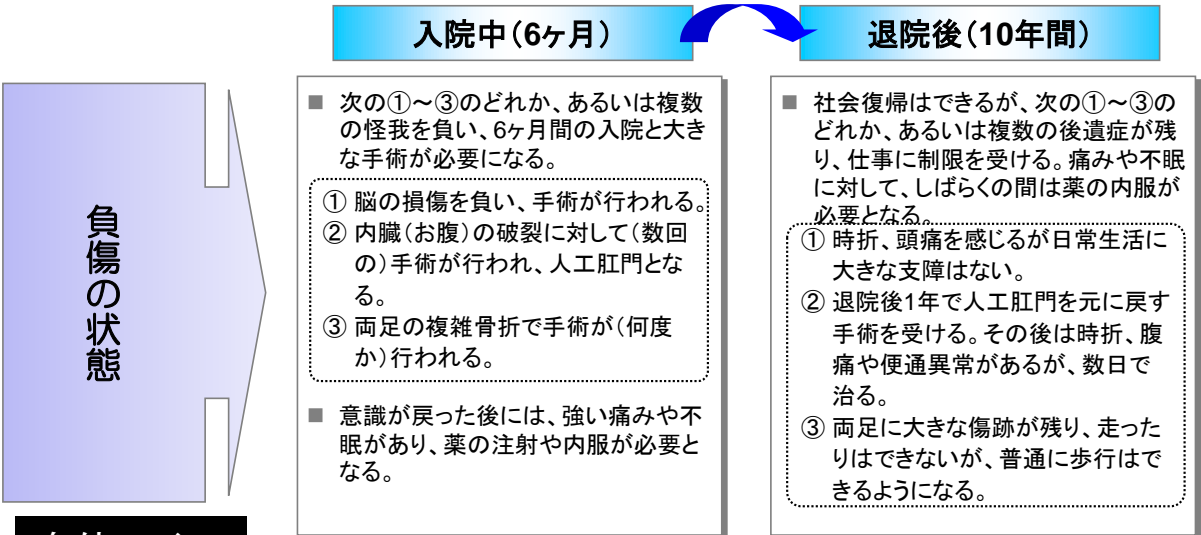 入院中（6ヶ月）
退院後（10年間）
負傷の状態
■ 次の①～③のどれか、あるいは複数
の怪我を負い、6ヶ月間の入院と大き
な手術が必要になる。
① 脳の損傷を負い、手術が行われる。
② 内臓（お腹）の破裂に対して（数回
の）手術が行われ、人工肛門とな
る。
③ 両足の複雑骨折で手術が（何度
か）行われる。
■ 意識が戻った後には、強い痛みや不
眠があり、薬の注射や内服が必要と
なる。
■ 社会復帰はできるが、次の①～③の
どれか、あるいは複数の後遺症が残
り、仕事に制限を受ける。痛みや不眠
に対して、しばらくの間は薬の内服が
必要となる。
① 時折、頭痛を感じるが日常生活に
大きな支障はない。
② 退院後1年で人工肛門を元に戻す
手術を受ける。その後は時折、腹
痛や便通異常があるが、数日で
治る。
③ 両足に大きな傷跡が残り、走った
りはできないが、普通に歩行はで
きるようになる。